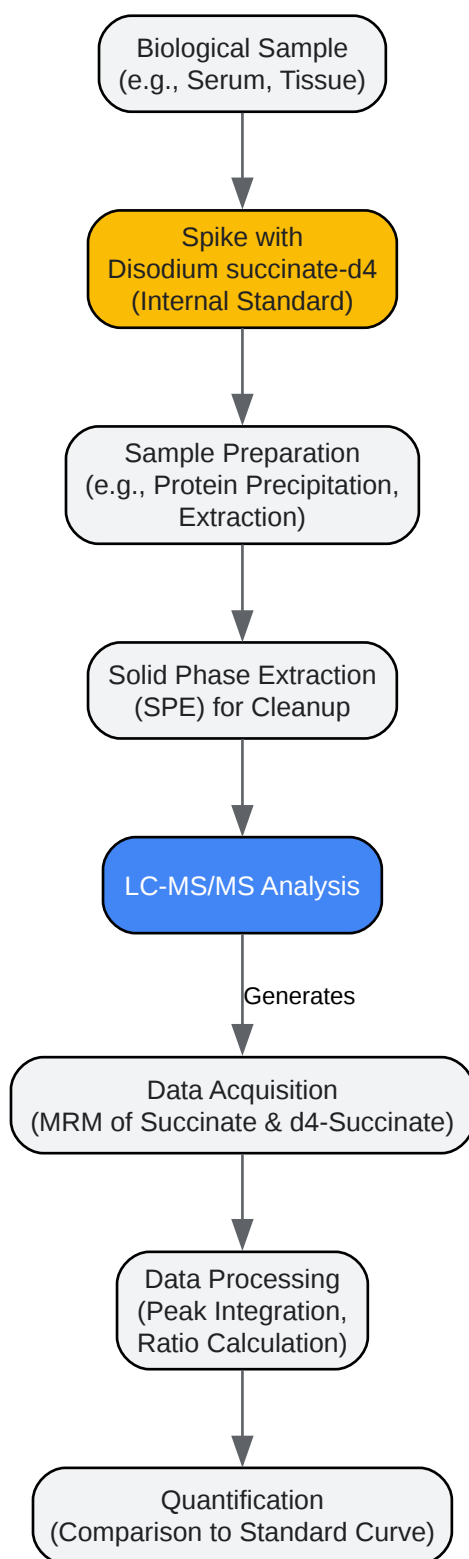 Biological Sample
(e.g., Serum, Tissue)
Spike with
Disodium succinate-d4
(Internal Standard)
Sample Preparation
(e.g., Protein Precipitation,
Extraction)
Solid Phase Extraction
(SPE) for Cleanup
LC-MS/MS Analysis
Generates
Data Acquisition
(MRM of Succinate & d4-Succinate)
Data Processing
(Peak Integration,
Ratio Calculation)
Quantification
(Comparison to Standard Curve)